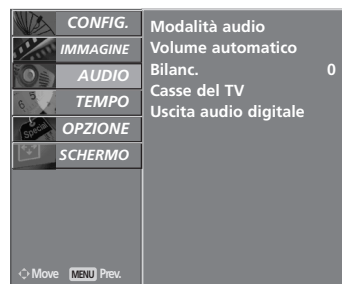 CONFIG.
IMMAGINE
AUDIO
TEMPO
OPZIONE
Special
SCHERMO
Move MENU Prev.
Modalità audio
Volume automatico
Bilanc. 0
Casse del TV
Uscita audio digitale